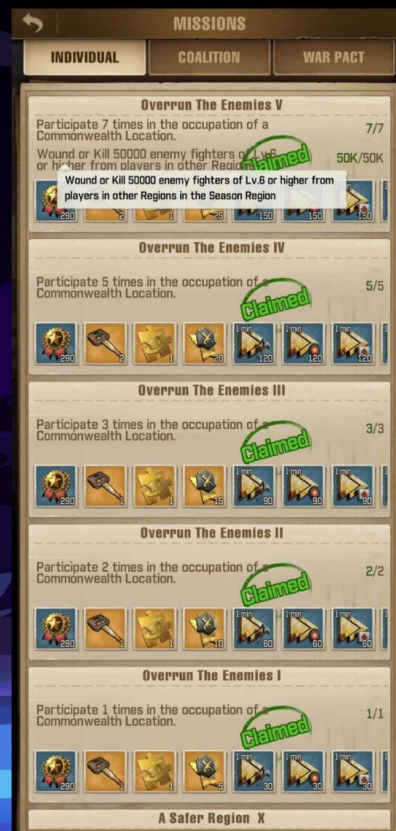 MISSIONS
INDIVIDUAL
COALITION
WAR PACT
Overrun The Enemies V
Participate 7 times in the occupation of a
Commonwealth Location.
7/7
Wound or Kill 50000 enemy fighters of Lv.6
or higher from players in other Regions
50K/50K
Claimed
Wound or Kill 50000 enemy fighters of Lv.6 or higher from
players in other Regions in the Season Region
25 150 150 150
Overrun The Enemies IV
Participate 5 times in the occupation of a
Commonwealth Location.
5/5
Claimed
1 min 1 min 1 min
290 2 1 20 120 120 120
Overrun The Enemies III
Participate 3 times in the occupation of a
Commonwealth Location.
3/3
Claimed
1 min 1 min 1 min
290 1 1 15 90 90 90
Overrun The Enemies II
Participate 2 times in the occupation of a
Commonwealth Location.
2/2
Claimed
1 min 1 min 1 min
290 1 1 10 60 60 60
Overrun The Enemies I
Participate 1 times in the occupation of a
Commonwealth Location.
1/1
Claimed
1 min 1 min 1 min
290 1 1 5 30 30 30
A Safer Region X